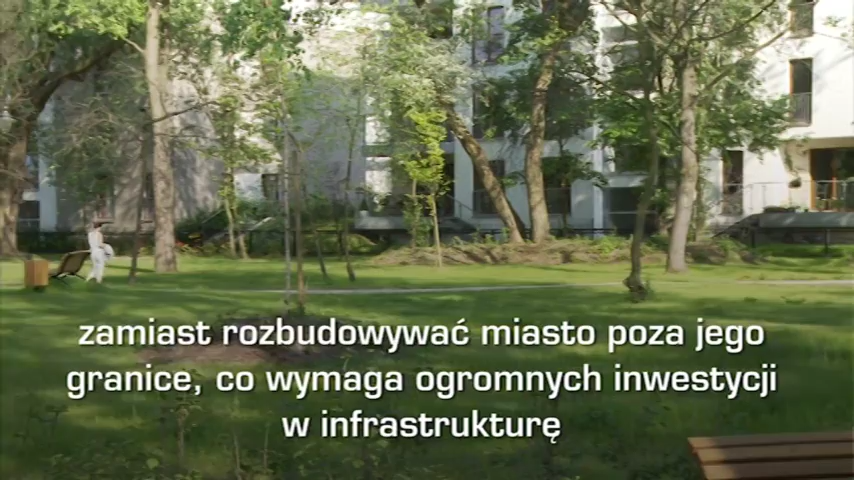 zamiast rozbudowywać miasto poza jego
granice, co wymaga ogromnych inwestycji
w infrastrukturę